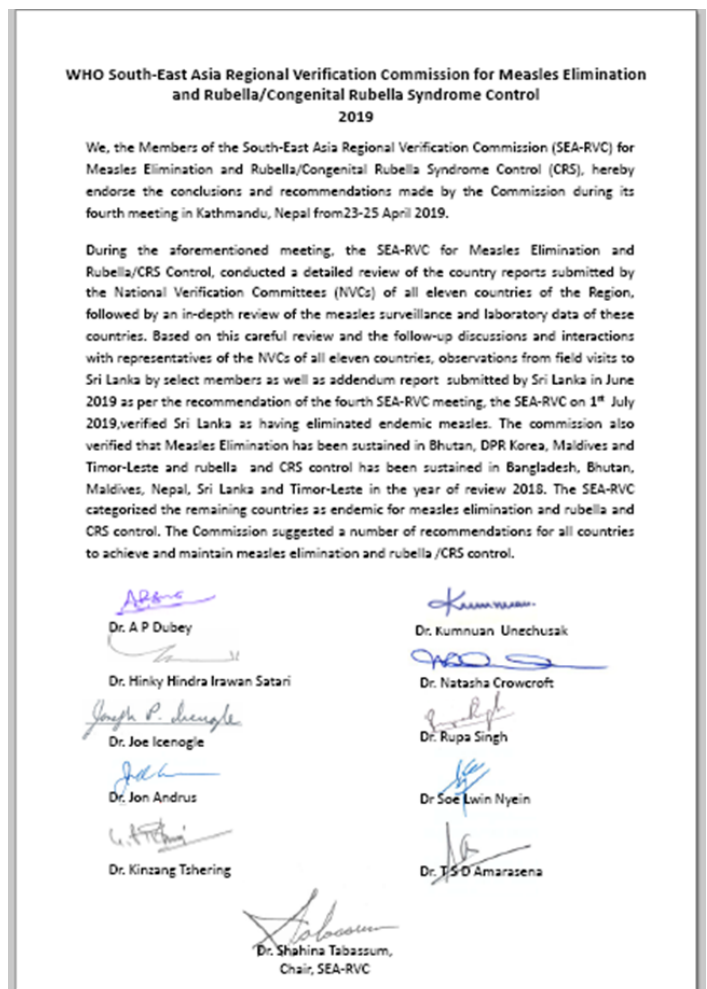 WHO South-East Asia Regional Verification Commission for Measles Elimination
and Rubella/Congenital Rubella Syndrome Control
2019
We, the Members of the South-East Asia Regional Verification Commission (SEA-RVC) for
Measles Elimination and Rubella/Congenital Rubella Syndrome Control (CRS), hereby
endorse the conclusions and recommendations made by the Commission during its
fourth meeting in Kathmandu, Nepal from23-25 April 2019.
During the aforementioned meeting, the SEA-RVC for Measles Elimination and
Rubella/CRS Control, conducted a detailed review of the country reports submitted by
the National Verification Committees (NVCs) of all eleven countries of the Region,
followed by an in-depth review of the measles surveillance and laboratory data of these
countries. Based on this careful review and the follow-up discussions and interactions
with representatives of the NVCs of all eleven countries, observations from field visits to
Sri Lanka by select members as well as addendum report submitted by Sri Lanka in June
2019 as per the recommendation of the fourth SEA-RVC meeting, the SEA-RVC on 1st July
2019,verified Sri Lanka as having eliminated endemic measles. The commission also
verified that Measles Elimination has been sustained in Bhutan, DPR Korea, Maldives and
Timor-Leste and rubella and CRS control has been sustained in Bangladesh, Bhutan,
Maldives, Nepal, Sri Lanka and Timor-Leste in the year of review 2018. The SEA-RVC
categorized the remaining countries as endemic for measles elimination and rubella and
CRS control. The Commission suggested a number of recommendations for all countries
to achieve and maintain measles elimination and rubella /CRS control.
Dr. A P Dubey
Dr. Kumnuan Unechusak
Dr. Hinky Hindra Irawan Satari
Dr. Natasha Crowcroft
Joseph P. Icenogle
Dr. Joe Icenogle
Dr. Rupa Singh
Dr. Jon Andrus
Dr Soe Lwin Nyein
Dr. Kinzang Tshering
Dr. T S D Amarasena
Dr. Shahina Tabassum,
Chair, SEA-RVC